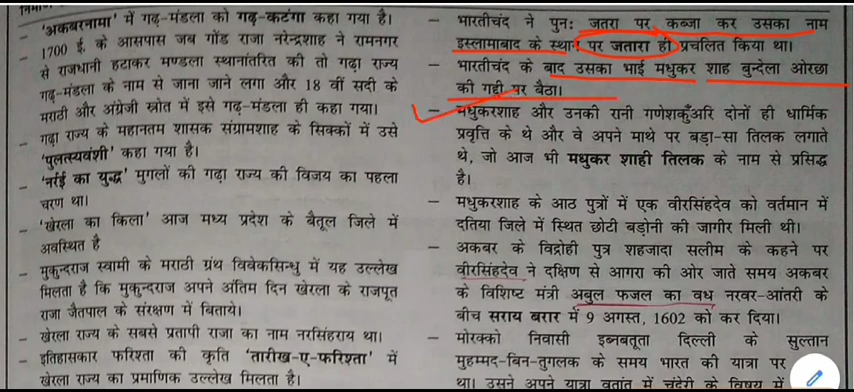 – 'अकबरनामा' में गढ़-मंडला को गढ़-कटंगा कहा गया है।
– 1700 ई. के आसपास जब गोंड राजा नरेन्द्रशाह ने रामनगर
से राजधानी हटाकर मण्डला स्थानांतरित की तो गढ़ा राज्य
गढ़-मंडला के नाम से जाना जाने लगा और 18 वीं सदी के
मराठी और अंग्रेजी स्रोत में इसे गढ़-मंडला ही कहा गया।
– गढ़ा राज्य के महानतम शासक संग्रामशाह के सिक्कों में उसे
'पुलत्स्यवंशी' कहा गया है।
– 'नर्राई का युद्ध' मुगलों की गढ़ा राज्य की विजय का पहला
चरण था।
– 'खेरला का किला' आज मध्य प्रदेश के बैतूल जिले में
अवस्थित है
– मुकुन्दराज स्वामी के मराठी ग्रंथ विवेकसिन्धु में यह उल्लेख
मिलता है कि मुकुन्दराज अपने अंतिम दिन खेरला के राजपूत
राजा जैतपाल के संरक्षण में बिताये।
– खेरला राज्य के सबसे प्रतापी राजा का नाम नरसिंहराय था।
– इतिहासकार फरिश्ता की कृति 'तारीख-ए-फरिश्ता' में
खेरला राज्य का प्रमाणिक उल्लेख मिलता है।
– भारतीचंद ने पुन: जतरा पर कब्जा कर उसका नाम
इस्लामाबाद के स्थान पर जतारा ही प्रचलित किया था।
– भारतीचंद के बाद उसका भाई मधुकर शाह बुन्देला ओरछा
की गद्दी पर बैठा।
– मधुकरशाह और उनकी रानी गणेशकुँअरि दोनों ही धार्मिक
प्रवृत्ति के थे और वे अपने माथे पर बड़ा-सा तिलक लगाते
थे, जो आज भी मधुकर शाही तिलक के नाम से प्रसिद्ध
है।
– मधुकरशाह के आठ पुत्रों में एक वीरसिंहदेव को वर्तमान में
दतिया जिले में स्थित छोटी बड़ोनी की जागीर मिली थी।
– अकबर के विद्रोही पुत्र शहजादा सलीम के कहने पर
वीरसिंहदेव ने दक्षिण से आगरा की ओर जाते समय अकबर
के विशिष्ट मंत्री अबुल फजल का वध नरवर-आंतरी के
बीच सराय बरार में 9 अगस्त, 1602 को कर दिया।
– मोरक्को निवासी इब्नबतूता दिल्ली के सुल्तान
मुहम्मद-बिन-तुगलक के समय भारत की यात्रा पर
था। उसने अपने यात्रा वृतांत में चंदेरी के विषय में